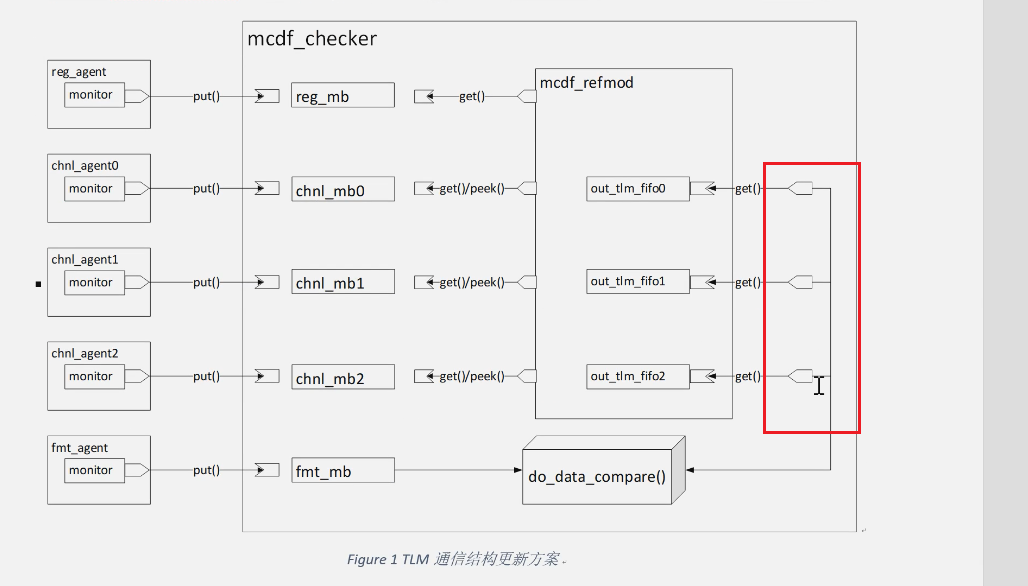 mcdf_checker
reg_agent
monitor
put()
reg_mb
get()
mcdf_refmod
chnl_agent0
monitor
put()
chnl_mb0
get()/peek()
out_tlm_fifo0
get()
chnl_agent1
monitor
put()
chnl_mb1
get()/peek()
out_tlm_fifo1
get()
chnl_agent2
monitor
put()
chnl_mb2
get()/peek()
out_tlm_fifo2
get()
fmt_agent
monitor
put()
fmt_mb
do_data_compare()
Figure 1 TLM 通信结构更新方案